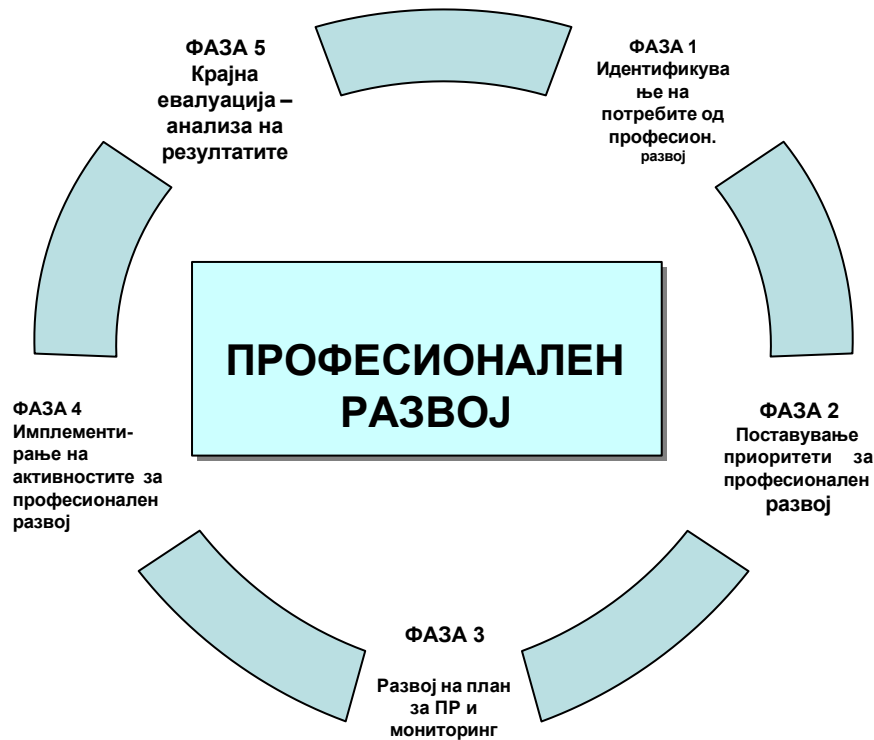 ФАЗА 5
Крајна
евалуација –
анализа на
резултатите
ФАЗА 1
Идентификува
ње на
потребите од
професион.
развој
ПРОФЕСИОНАЛЕН
РАЗВОЈ
ФАЗА 4
Имплементи-
рање на
активностите за
професионален
развој
ФАЗА 2
Поставување
приоритети за
професионален
развој
ФАЗА 3
Развој на план
за ПР и
мониторинг